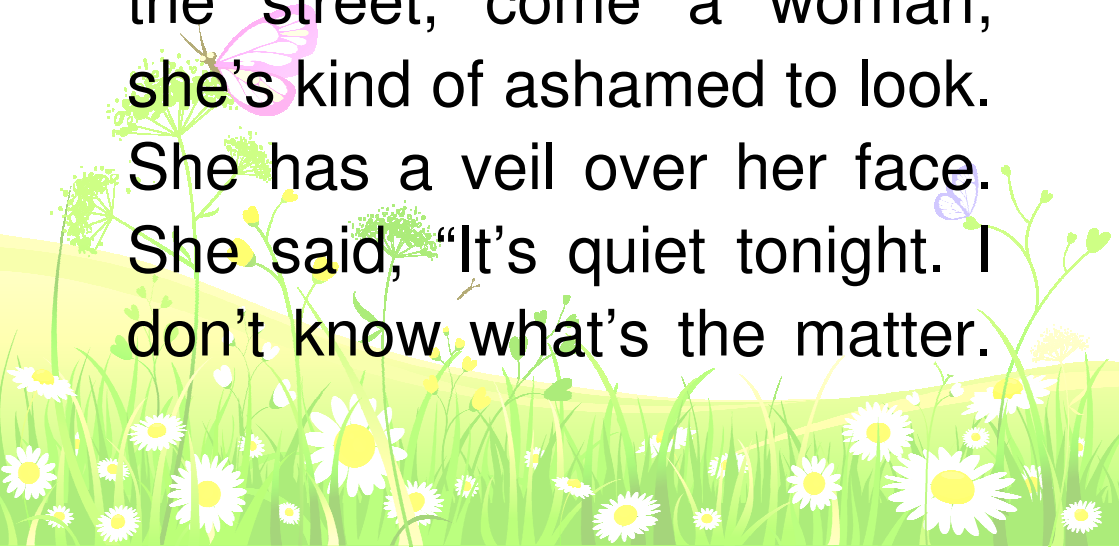 the street, come a woman,
she’s kind of ashamed to look.
She has a veil over her face.
She said, “It’s quiet tonight. I
don’t know what’s the matter.